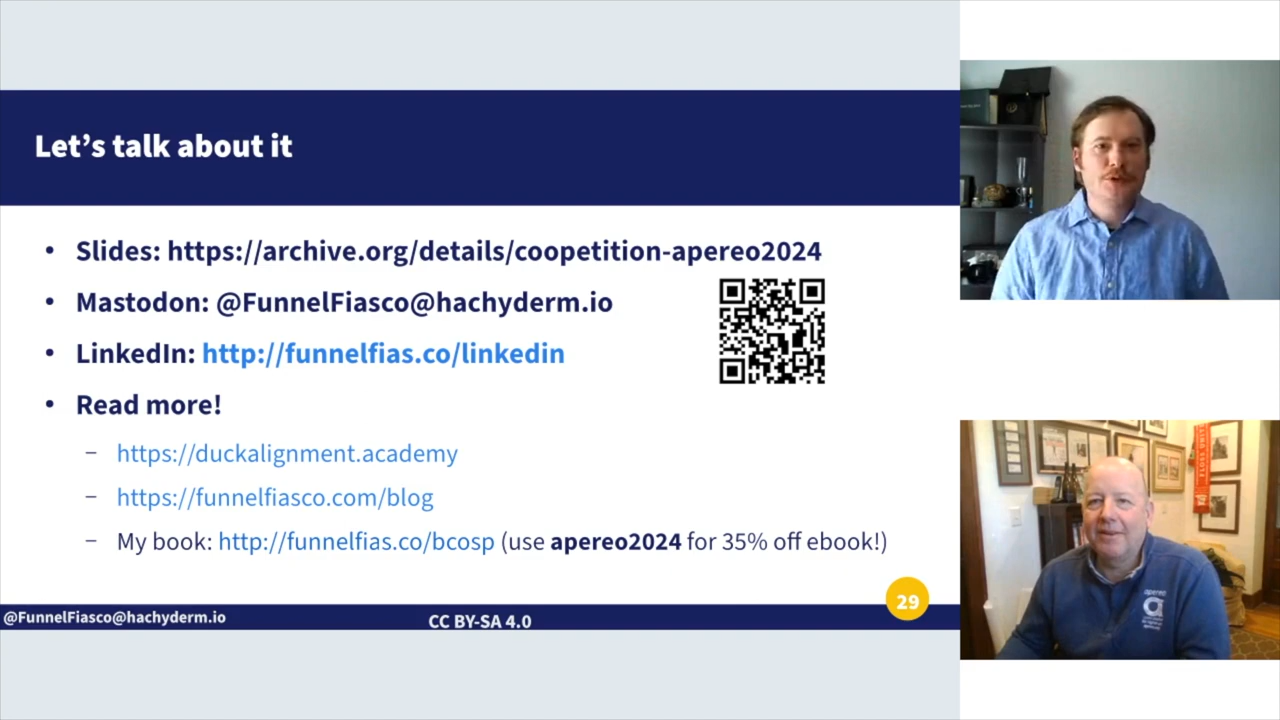 Let's talk about it
• Slides: https://archive.org/details/coopetition-apereo2024
• Mastodon: @FunnelFiasco@hachyderm.io
• LinkedIn: http://funnelfias.co/linkedin
• Read more!
– https://duckalignment.academy
– https://funnelfiasco.com/blog
– My book: http://funnelfias.co/bcosp (use apereo2024 for 35% off ebook!)
@FunnelFiasco@hachyderm.io
CC BY-SA 4.0
29
apereo